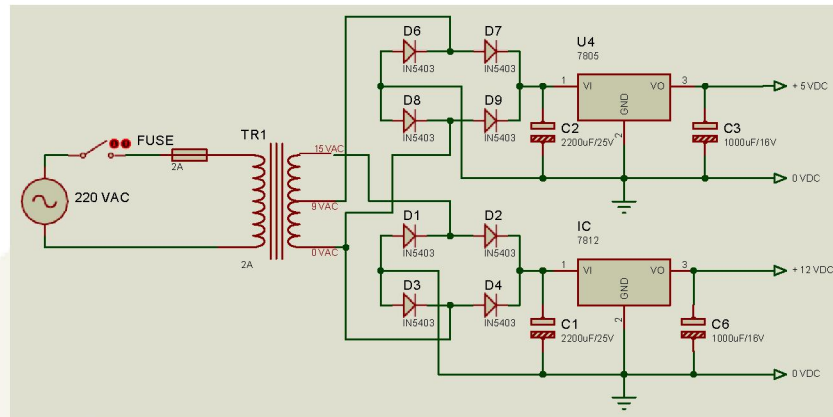 220 VAC
FUSE
2A
TR1
2A
15 VAC
9 VAC
0 VAC
D6
IN5403
D7
IN5403
D8
IN5403
D9
IN5403
C2
2200uF/25V
U4
7805
1
VI
VO
3
GND
2
C3
1000uF/16V
+ 5 VDC
0 VDC
D1
IN5403
D2
IN5403
D3
IN5403
D4
IN5403
C1
2200uF/25V
IC
7812
1
VI
VO
3
GND
2
C6
1000uF/16V
+ 12 VDC
0 VDC